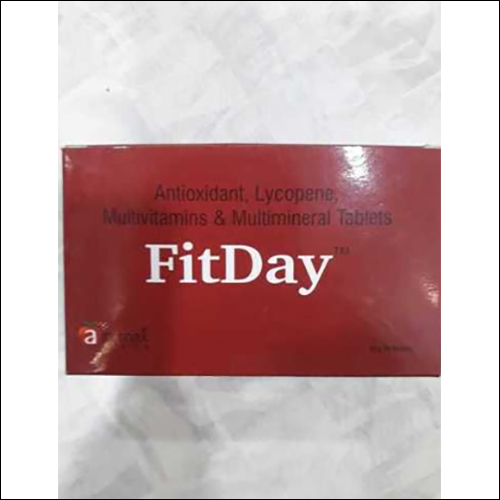 Antioxidant, Lycopene,
Multivitamins & Multimineral Tablets
FitDay™
a